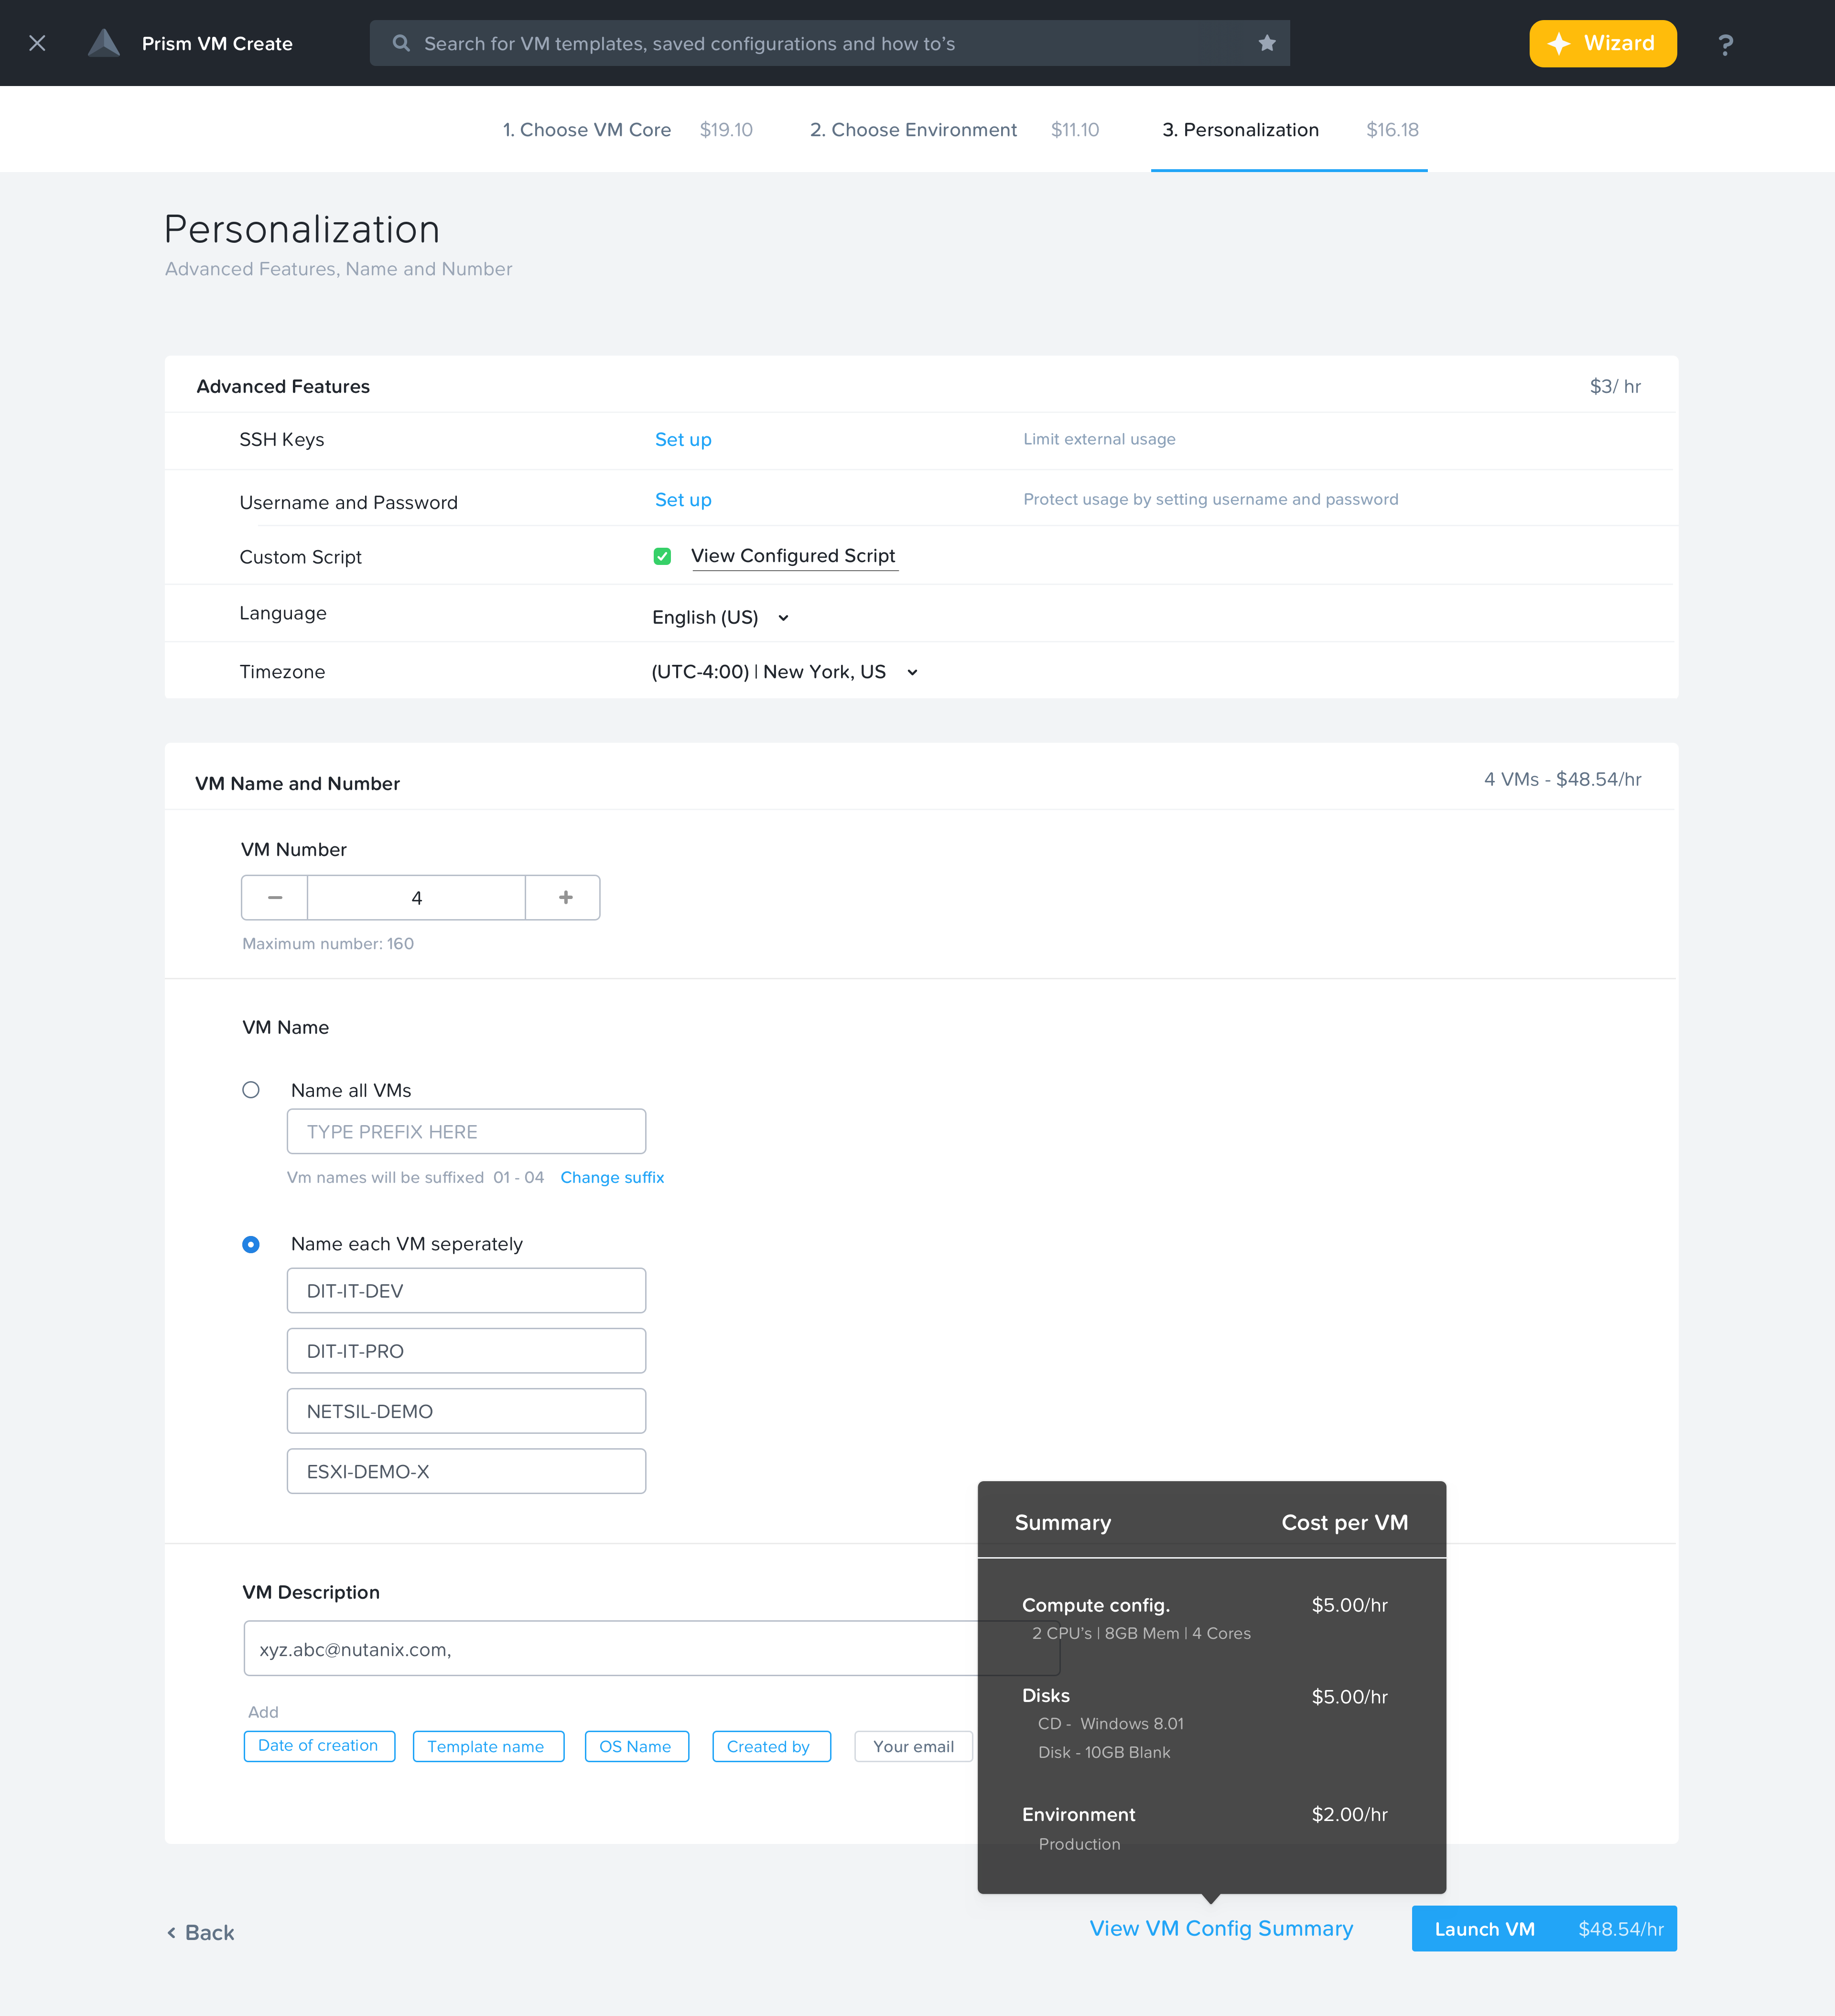 Prism VM Create
Search for VM templates, saved configurations and how to’s
Wizard
?
1. Choose VM Core $19.10
2. Choose Environment $11.10
3. Personalization $16.18
Personalization
Advanced Features, Name and Number
Advanced Features $3/ hr
SSH Keys Set up Limit external usage
Username and Password Set up Protect usage by setting username and password
Custom Script View Configured Script
Language English (US)
Timezone (UTC-4:00) | New York, US
VM Name and Number 4 VMs - $48.54/hr
VM Number
− 4 +
Maximum number: 160
VM Name
Name all VMs
TYPE PREFIX HERE
Vm names will be suffixed 01 - 04 Change suffix
Name each VM seperately
DIT-IT-DEV
DIT-IT-PRO
NETSIL-DEMO
ESXI-DEMO-X
VM Description
xyz.abc@nutanix.com,
Add
Date of creation Template name OS Name Created by Your email
Summary Cost per VM
Compute config. $5.00/hr
2 CPU’s | 8GB Mem | 4 Cores
Disks $5.00/hr
CD - Windows 8.01
Disk - 10GB Blank
Environment $2.00/hr
Production
Back
View VM Config Summary
Launch VM $48.54/hr